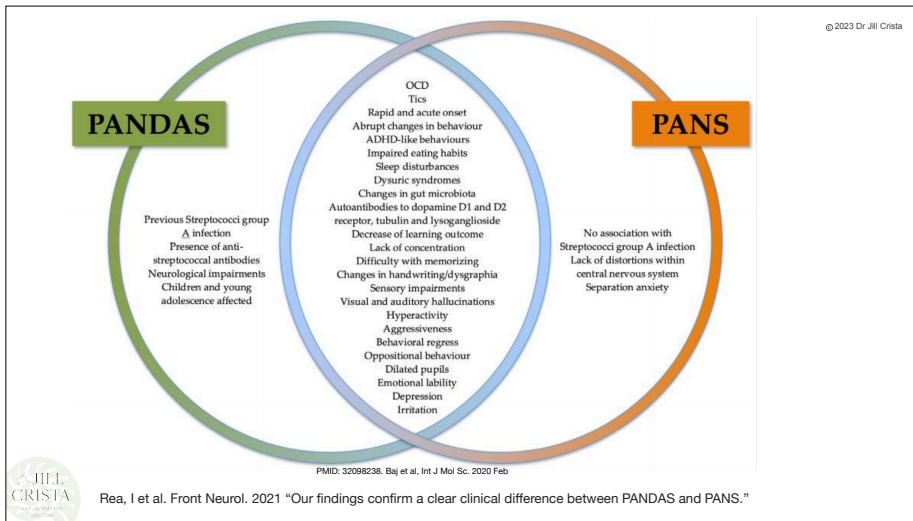 © 2023 Dr Jill Crista
PANDAS
PANS
OCD
Tics
Rapid and acute onset
Abrupt changes in behaviour
ADHD-like behaviours
Impaired eating habits
Sleep disturbances
Dysuric syndromes
Changes in gut microbiota
Autoantibodies to dopamine D1 and D2
receptor, tubulin and lysoganglioside
Decrease of learning outcome
Lack of concentration
Difficulty with memorizing
Changes in handwriting/dysgraphia
Sensory impairments
Visual and auditory hallucinations
Hyperactivity
Aggressiveness
Behavioral regress
Oppositional behaviour
Dilated pupils
Emotional lability
Depression
Irritation
Previous Streptococci group
A infection
Presence of anti-
streptococcal antibodies
Neurological impairments
Children and young
adolescence affected
No association with
Streptococci group A infection
Lack of distortions within
central nervous system
Separation anxiety
PMID: 32098238. Baj et al, Int J Mol Sc. 2020 Feb
JILL
CRISTA
NATUROPATHIC
DOCTOR
Rea, I et al. Front Neurol. 2021 “Our findings confirm a clear clinical difference between PANDAS and PANS.”